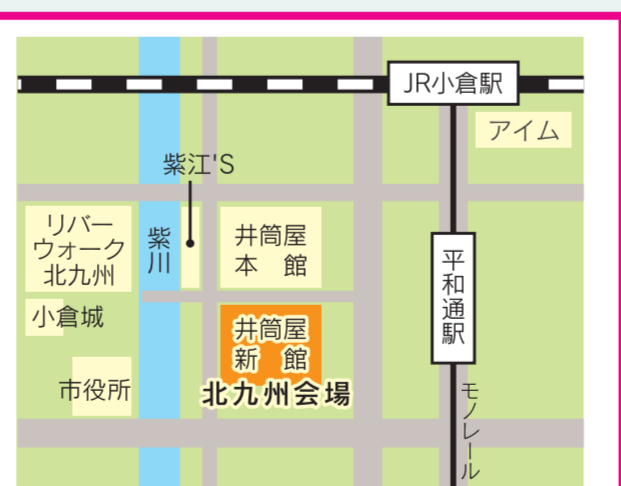 JR小倉駅
アイム
紫江'S
リバー
ウォーク
北九州
紫川
井筒屋
本館
平和通駅
小倉城
井筒屋
新館
北九州会場
市役所
モノレール